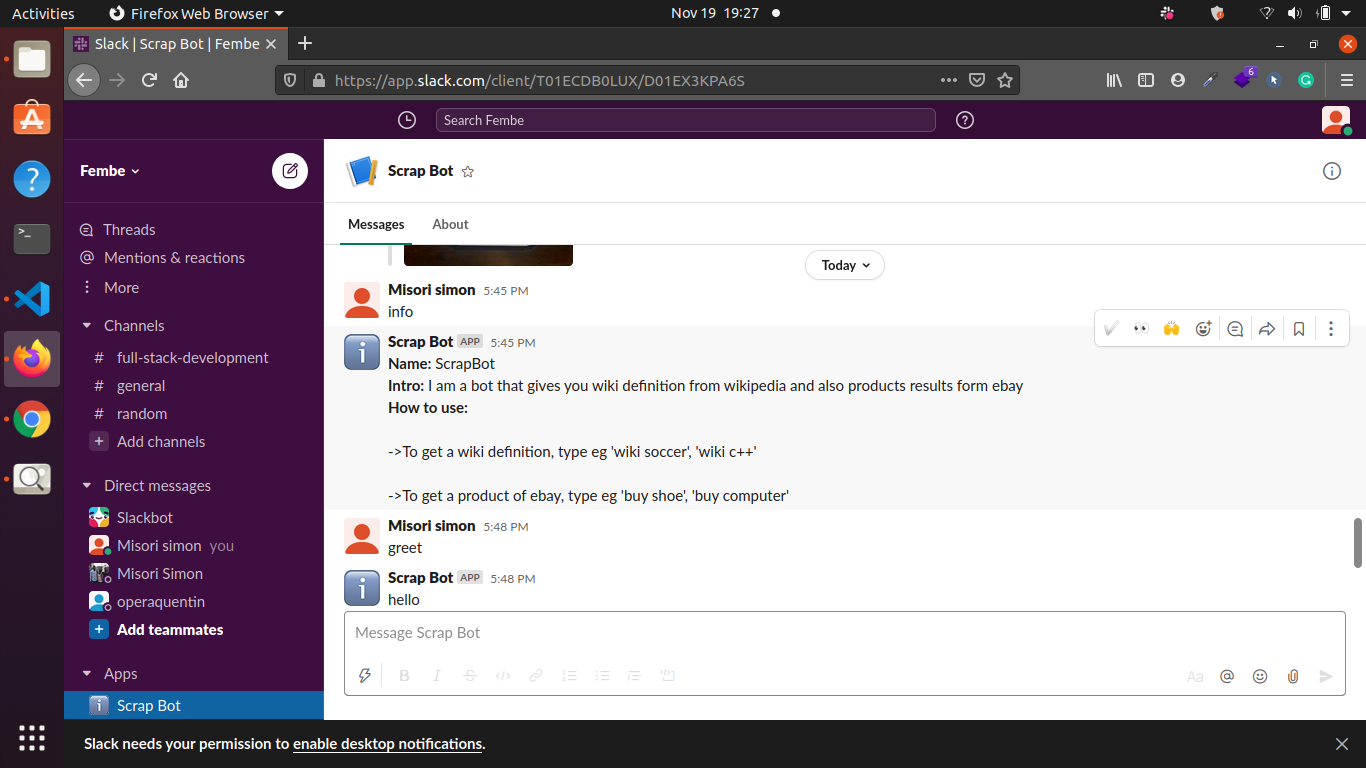 Activities
Firefox Web Browser
Nov 19 19:27
Slack | Scrap Bot | Fembe
https://app.slack.com/client/T01ECDB0LUX/D01EX3KPA6S
6
Search Fembe
Fembe
Threads
Mentions & reactions
More
Channels
# full-stack-development
# general
# random
+ Add channels
Direct messages
Slackbot
Misori simon you
Misori Simon
operaquentin
+ Add teammates
Apps
Scrap Bot
Scrap Bot
Messages
About
Today
Misori simon 5:45 PM
info
Scrap Bot APP 5:45 PM
Name: ScrapBot
Intro: I am a bot that gives you wiki definition from wikipedia and also products results form ebay
How to use:
->To get a wiki definition, type eg 'wiki soccer', 'wiki c++'
->To get a product of ebay, type eg 'buy shoe', 'buy computer'
Misori simon 5:48 PM
greet
Scrap Bot APP 5:48 PM
hello
Message Scrap Bot
B I S </> Aa @
Slack needs your permission to enable desktop notifications.